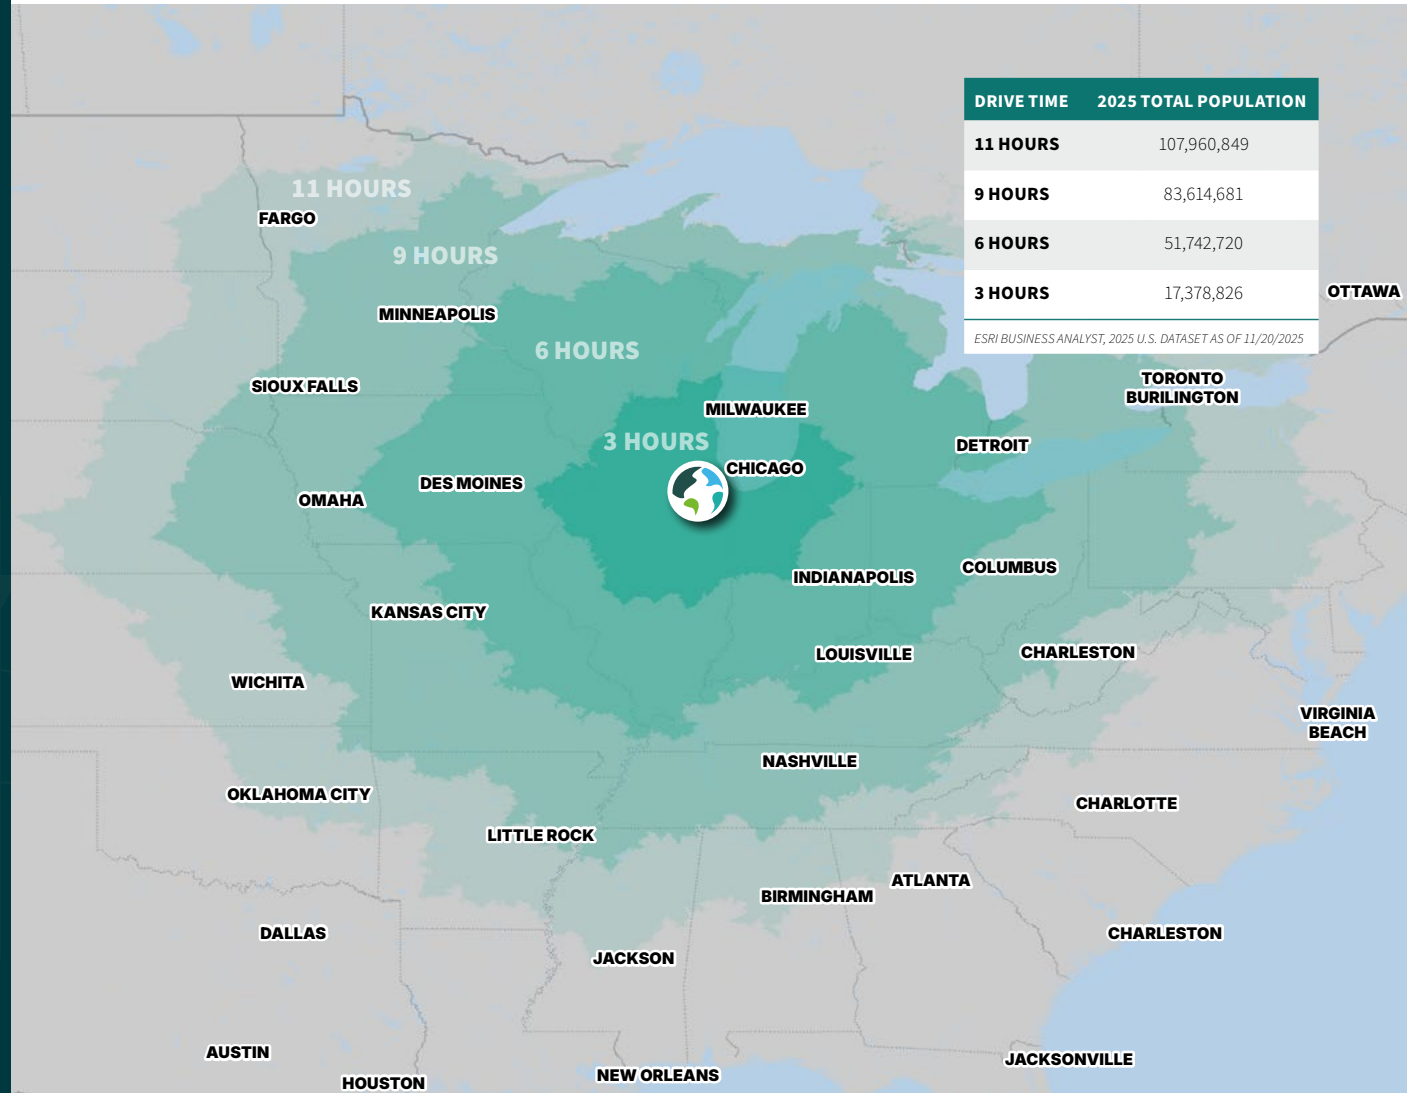 DRIVE TIME 2025 TOTAL POPULATION
11 HOURS 107,960,849
9 HOURS 83,614,681
6 HOURS 51,742,720
3 HOURS 17,378,826
ESRI BUSINESS ANALYST, 2025 U.S. DATASET AS OF 11/20/2025
11 HOURS
FARGO
9 HOURS
OTTAWA
MINNEAPOLIS
6 HOURS
SIOUX FALLS
TORONTO
BURILINGTON
MILWAUKEE
3 HOURS
DETROIT
CHICAGO
DES MOINES
OMAHA
COLUMBUS
INDIANAPOLIS
KANSAS CITY
CHARLESTON
LOUISVILLE
WICHITA
VIRGINIA
BEACH
NASHVILLE
OKLAHOMA CITY
CHARLOTTE
LITTLE ROCK
ATLANTA
BIRMINGHAM
DALLAS
CHARLESTON
JACKSON
AUSTIN
JACKSONVILLE
NEW ORLEANS
HOUSTON